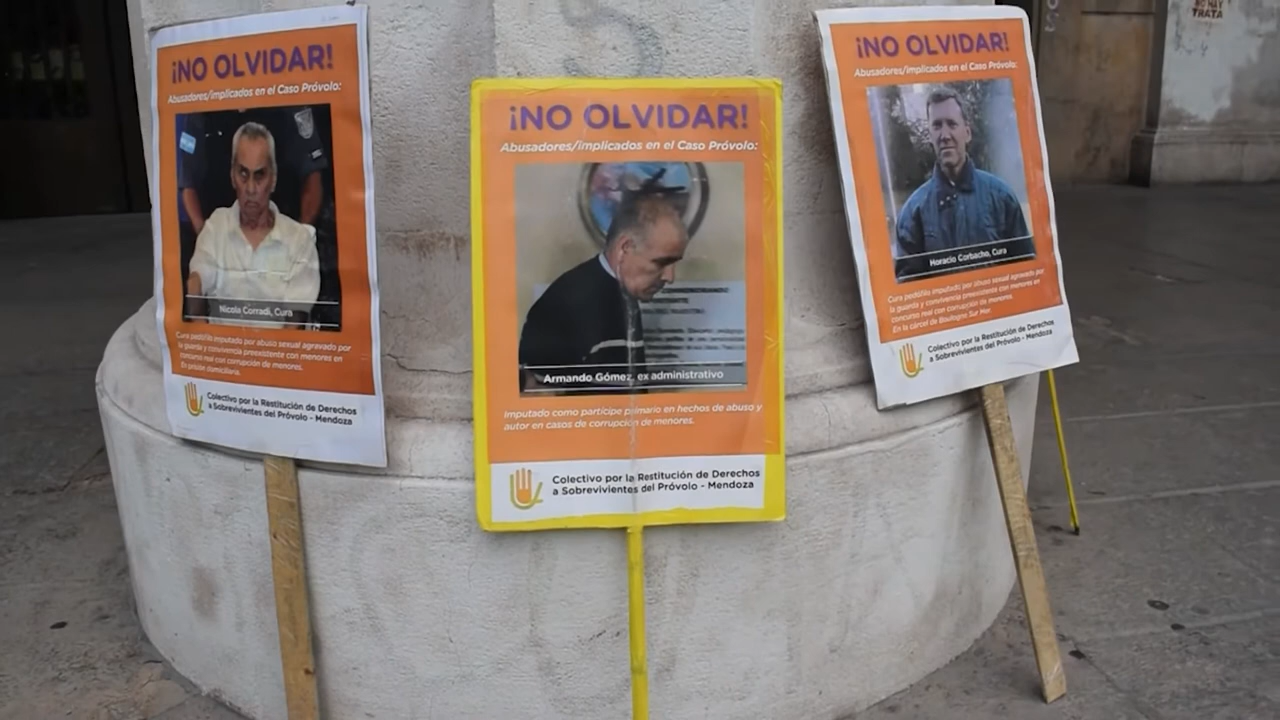 ¡NO OLVIDAR!
Abusadores/implicados en el Caso Próvolo:
Nicola Corradi, Cura
Cura pedófilo imputado por abuso sexual agravado por
la guarda y convivencia preexistente con menores en
concurso real con corrupción de menores.
En prisión domiciliaria.
Colectivo por la Restitución de Derechos
a Sobrevivientes del Próvolo - Mendoza
¡NO OLVIDAR!
Abusadores/implicados en el Caso Próvolo:
Armando Gómez, ex administrativo
Imputado como partícipe primario en hechos de abuso y
autor en casos de corrupción de menores.
Colectivo por la Restitución de Derechos
a Sobrevivientes del Próvolo - Mendoza
¡NO OLVIDAR!
Abusadores/implicados en el Caso Próvolo:
Horacio Corbacho, Cura
Cura pedófilo imputado por abuso sexual agravado por
la guarda y convivencia preexistente con menores en
concurso real con corrupción de menores.
En la cárcel de Boulogne Sur Mer.
Colectivo por la Restitución de Derechos
a Sobrevivientes del Próvolo - Mendoza
TRATA